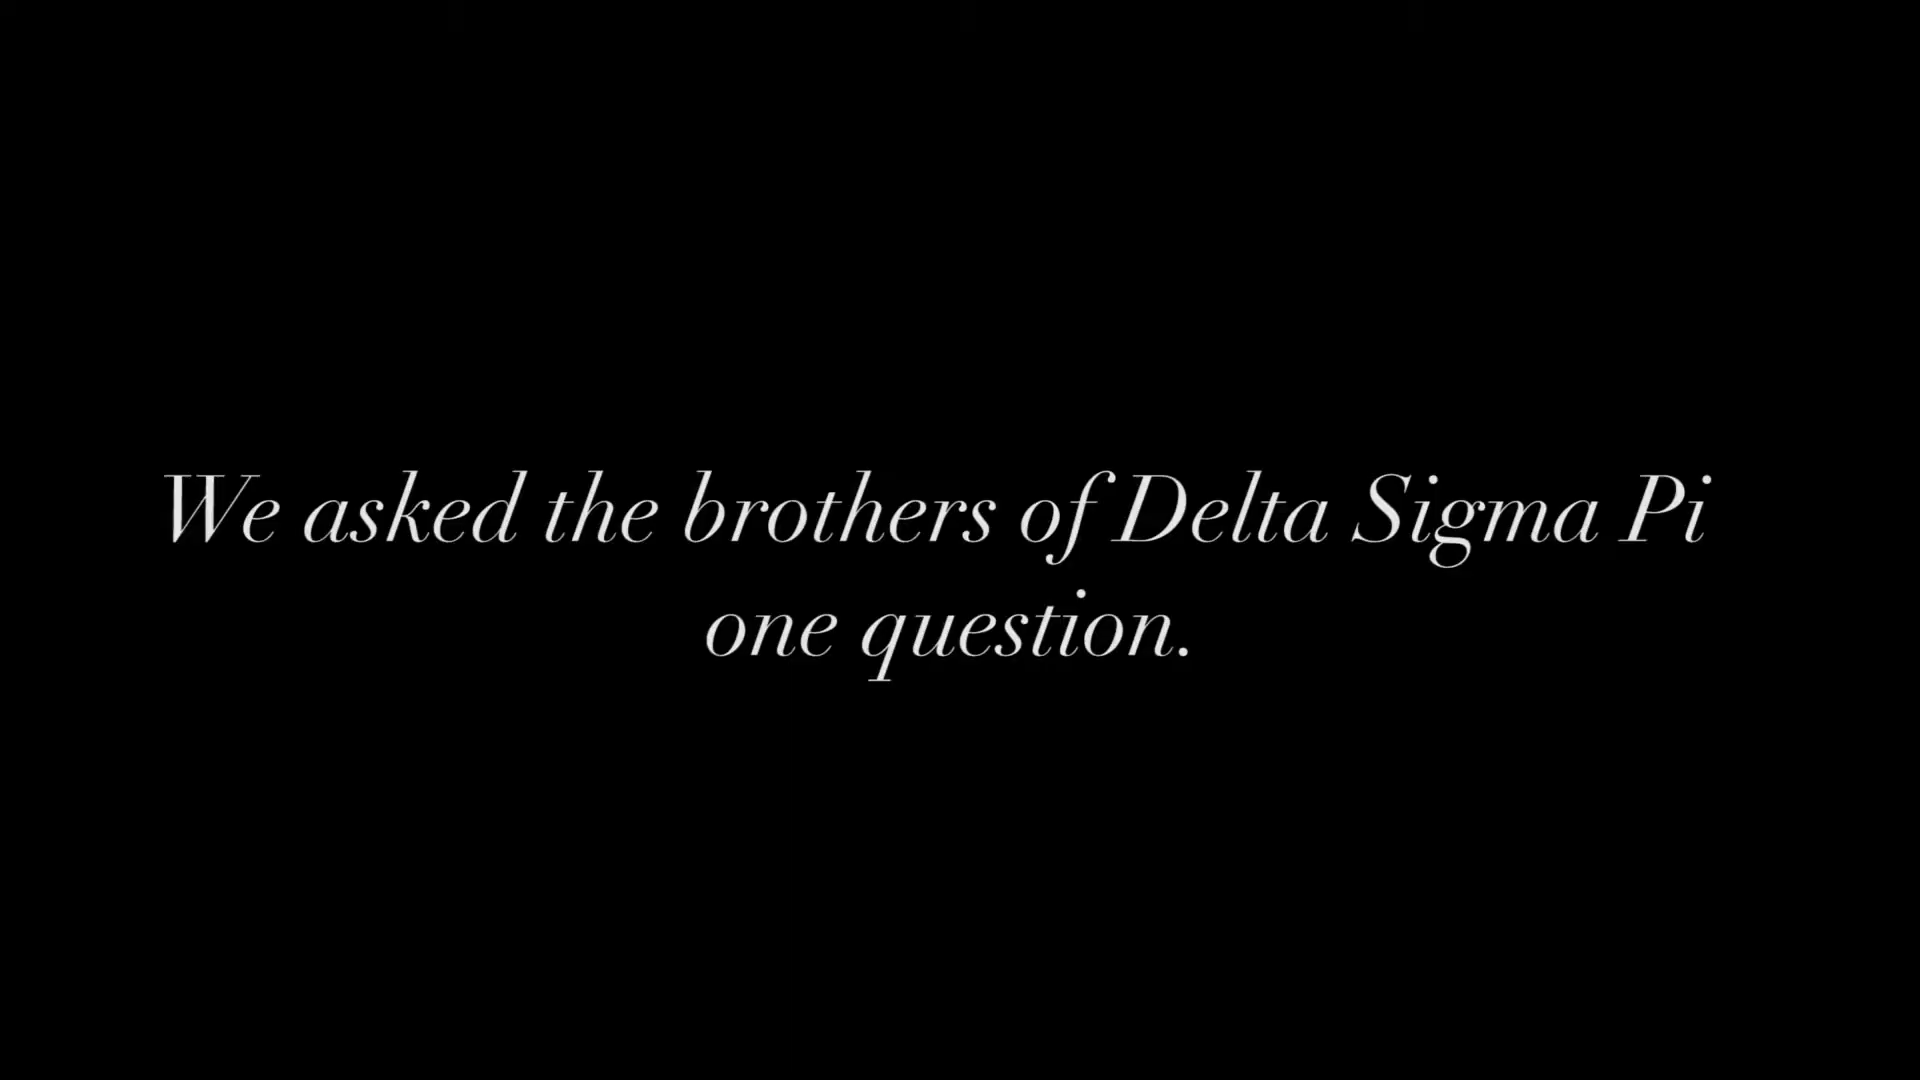 We asked the brothers of Delta Sigma Pi
one question.